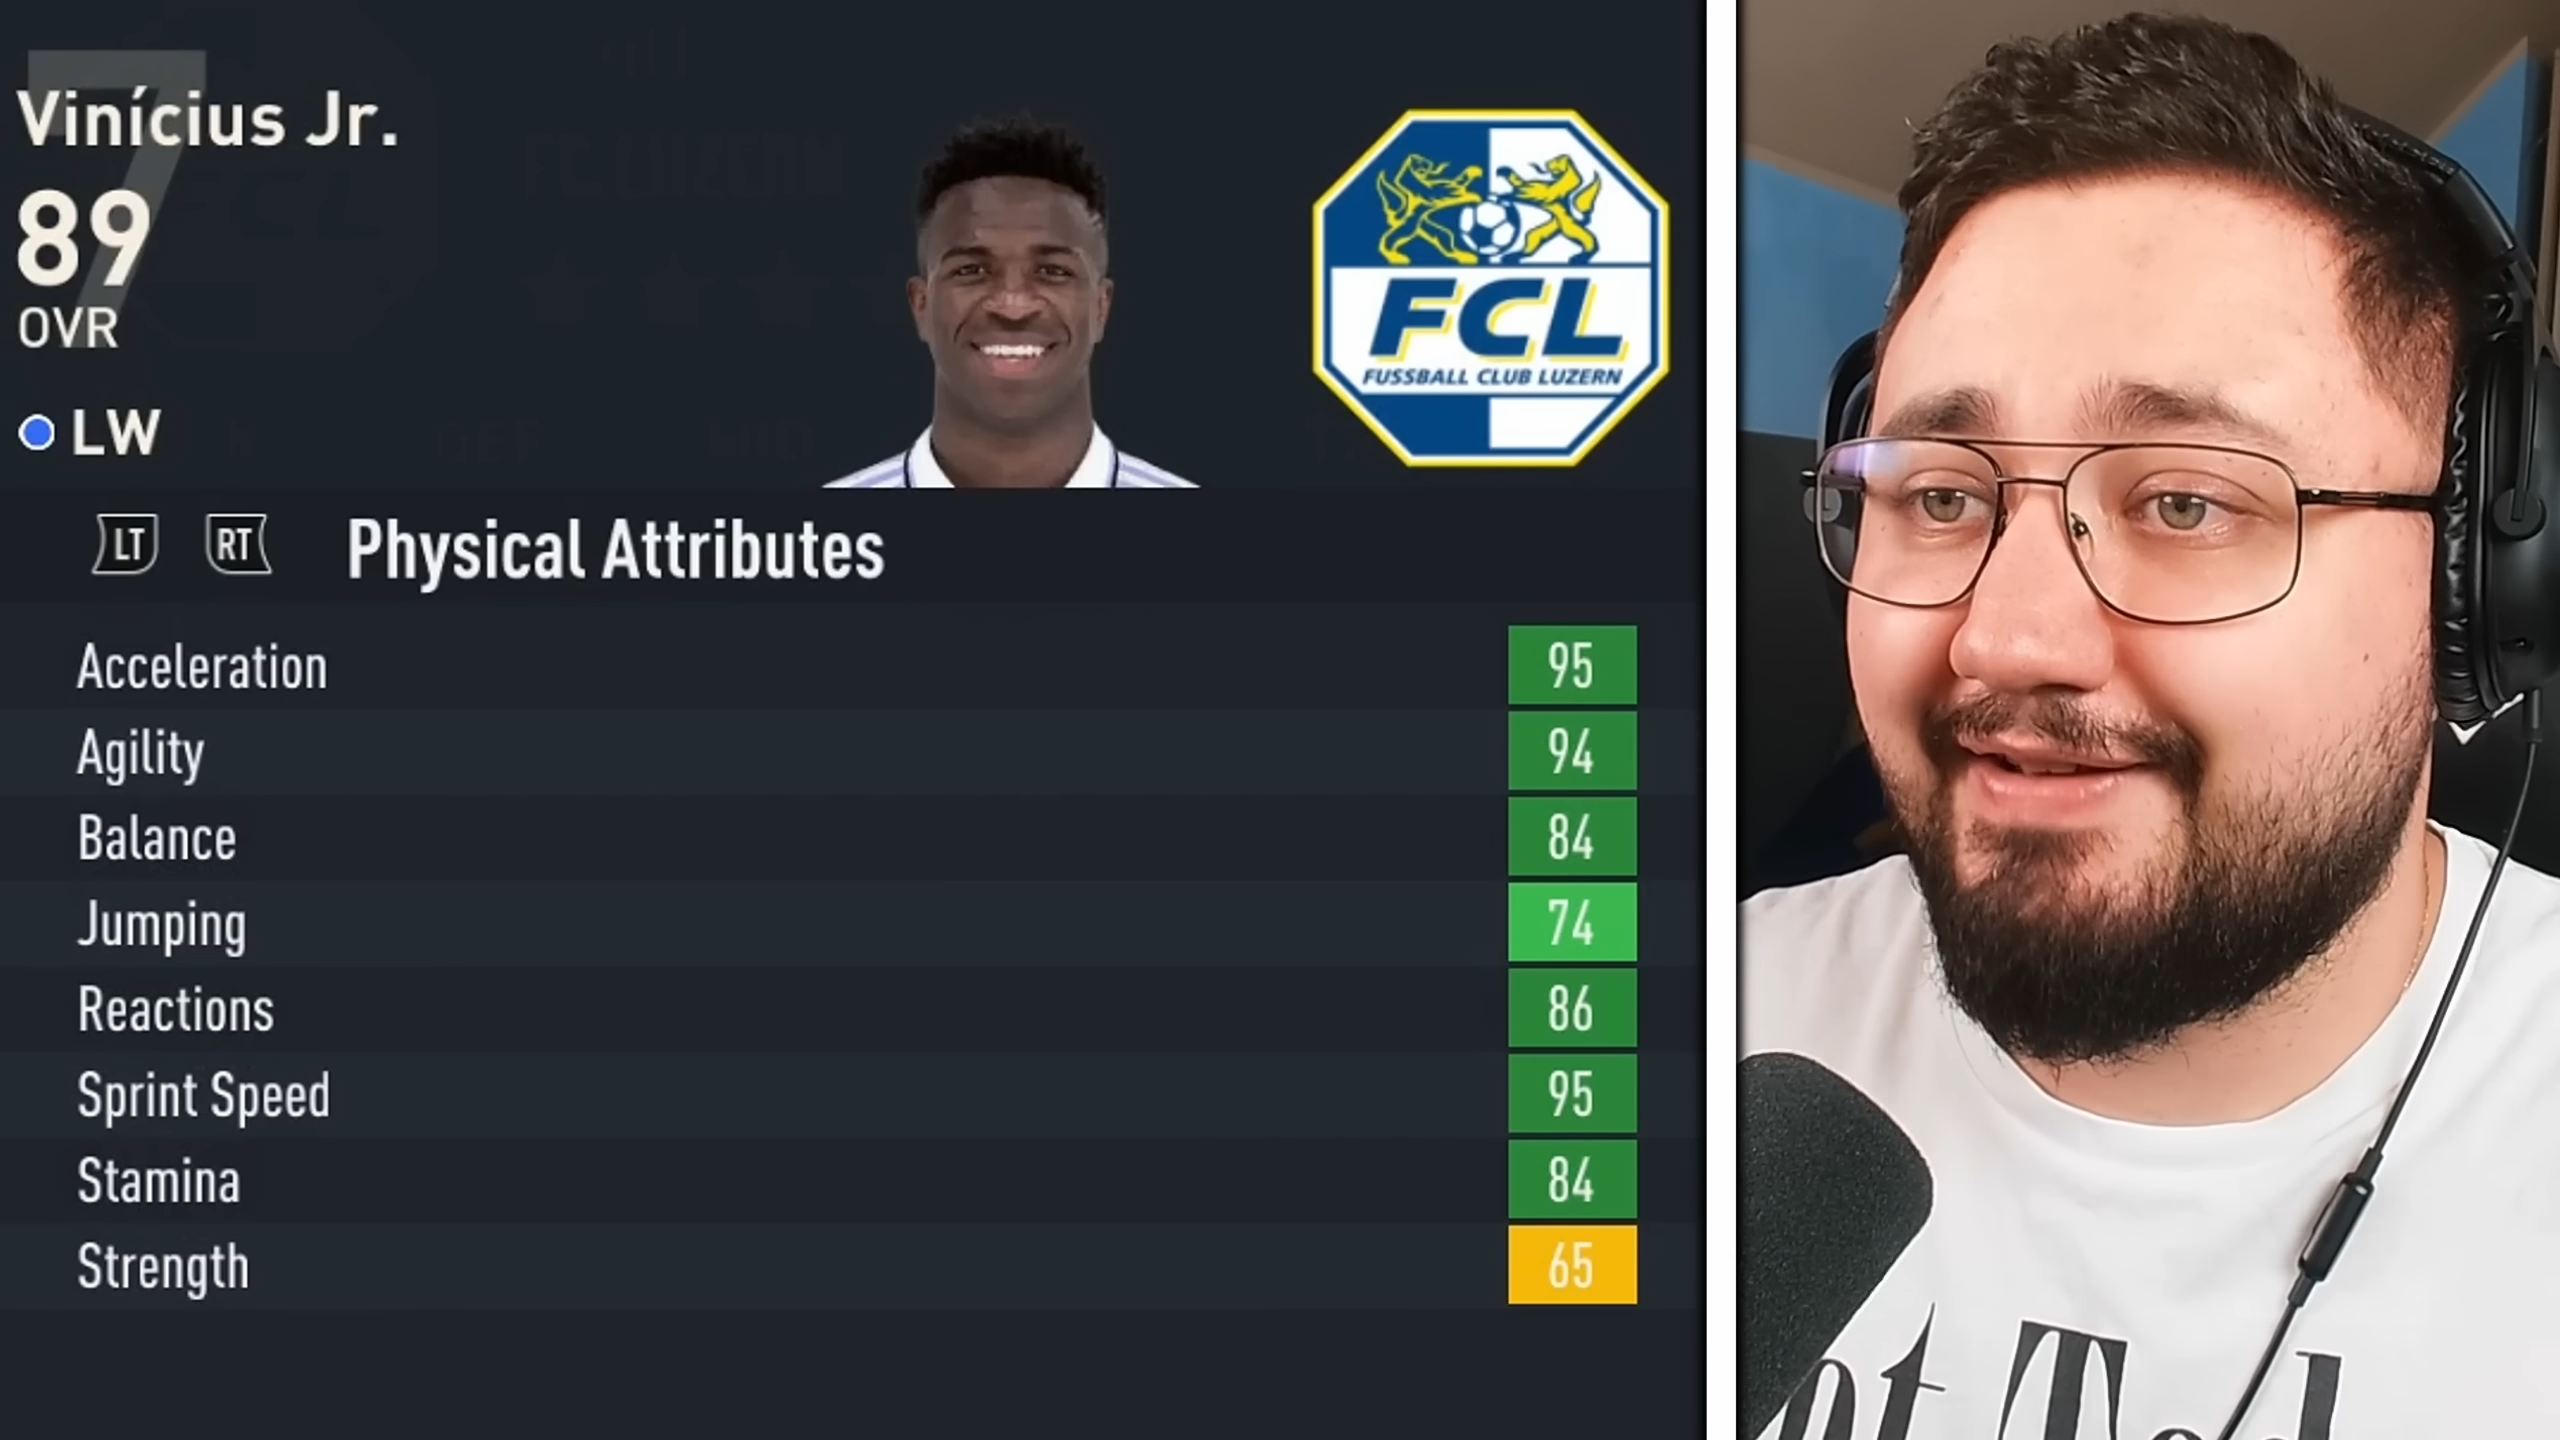 7
Vinícius Jr.
89
OVR
LW
FCL
FUSSBALL CLUB LUZERN
LT RT Physical Attributes
Acceleration 95
Agility 94
Balance 84
Jumping 74
Reactions 86
Sprint Speed 95
Stamina 84
Strength 65